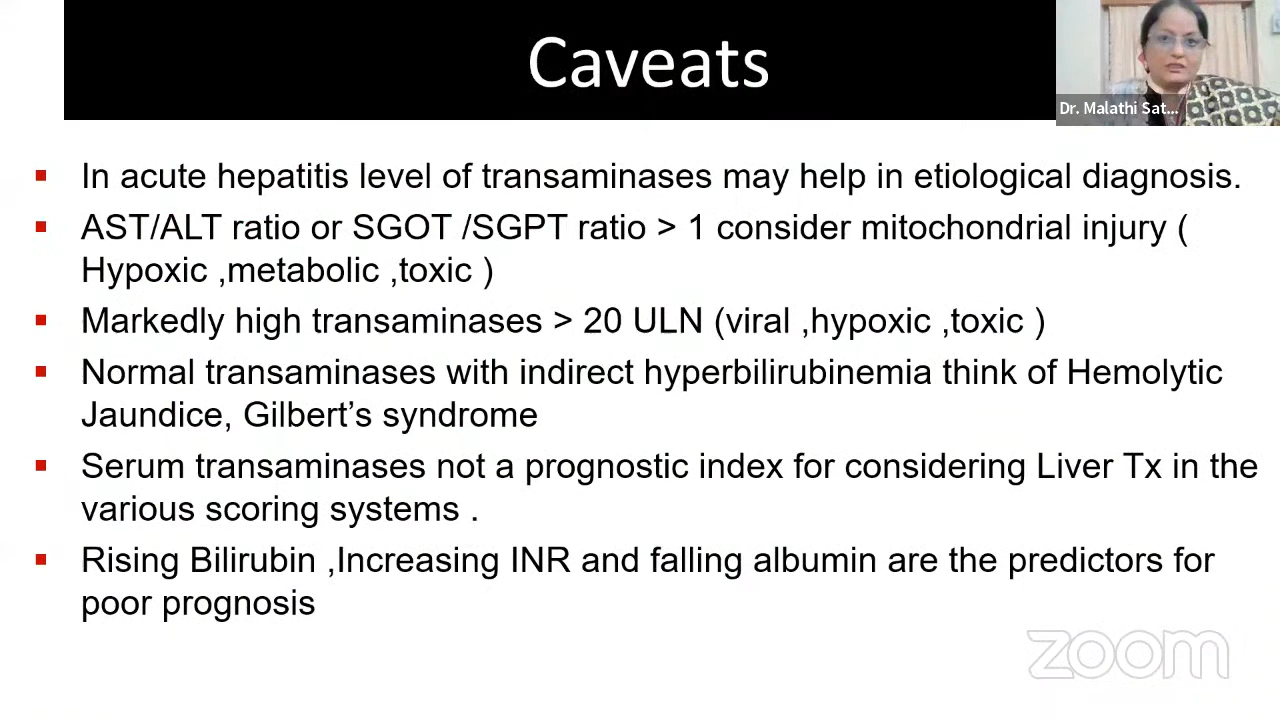 Caveats
Dr. Malathi Sat...
In acute hepatitis level of transaminases may help in etiological diagnosis.
AST/ALT ratio or SGOT /SGPT ratio > 1 consider mitochondrial injury (
Hypoxic ,metabolic ,toxic )
Markedly high transaminases > 20 ULN (viral ,hypoxic ,toxic )
Normal transaminases with indirect hyperbilirubinemia think of Hemolytic
Jaundice, Gilbert’s syndrome
Serum transaminases not a prognostic index for considering Liver Tx in the
various scoring systems .
Rising Bilirubin ,Increasing INR and falling albumin are the predictors for
poor prognosis
zoom